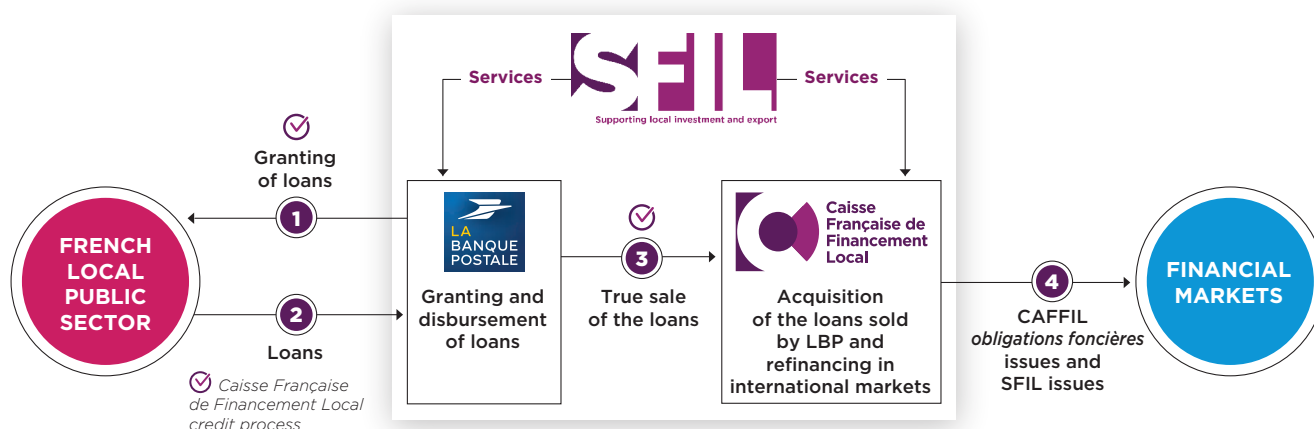 SFIL
Supporting local investment and export
Services
Services
Granting
of loans
1
FRENCH
LOCAL
PUBLIC
SECTOR
2
Loans
Caisse Française
de Financement Local
credit process
LA
BANQUE
POSTALE
Granting and
disbursement
of loans
3
True sale
of the loans
Caisse
Française de
Financement
Local
Acquisition
of the loans sold
by LBP and
refinancing in
international markets
4
CAFFIL
obligations foncières
issues and
SFIL issues
FINANCIAL
MARKETS